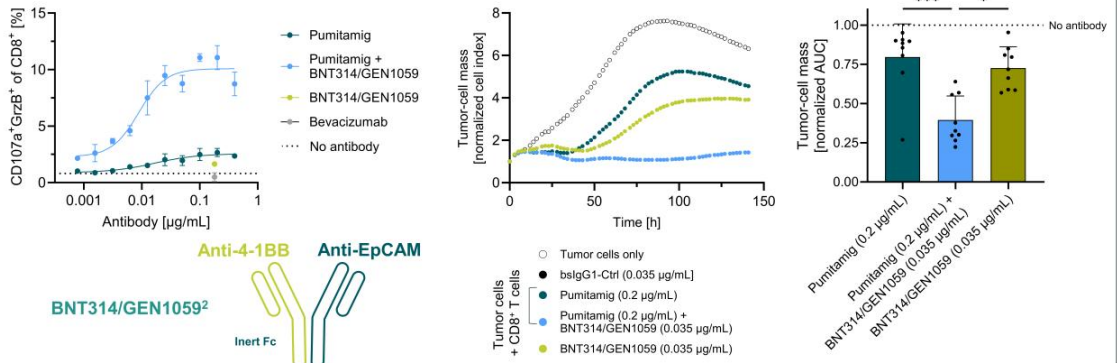 CD107a⁺GrzB⁺ of CD8⁺ [%]
15
10
5
0
0.001
0.01
0.1
1
Antibody [µg/mL]
Pumitamig
Pumitamig +
BNT314/GEN1059
BNT314/GEN1059
Bevacizumab
No antibody
Tumor-cell mass
[normalized cell index]
8
6
4
2
0
0
50
100
150
Time [h]
Tumor cells only
Tumor cells
+ CD8⁺ T cells
bsIgG1-Ctrl (0.035 µg/mL]
Pumitamig (0.2 µg/mL)
Pumitamig (0.2 µg/mL) +
BNT314/GEN1059 (0.035 µg/mL)
BNT314/GEN1059 (0.035 µg/mL)
Tumor-cell mass
[normalized AUC]
1.00
0.75
0.50
0.25
0.00
No antibody
Pumitamig (0.2 µg/mL)
Pumitamig (0.2 µg/mL) +
BNT314/GEN1059 (0.035 µg/mL)
BNT314/GEN1059 (0.035 µg/mL)
Anti-4-1BB
Anti-EpCAM
BNT314/GEN1059²
Inert Fc